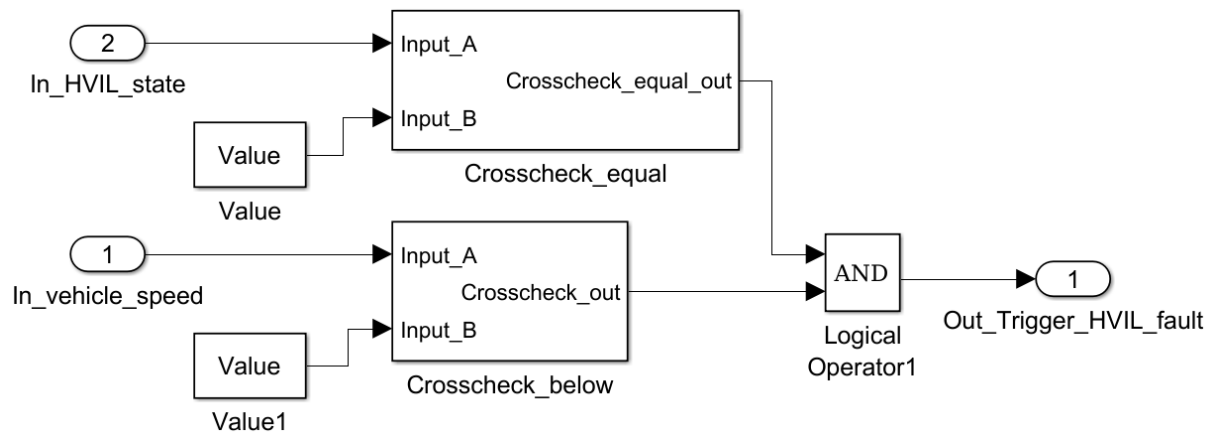 2
In_HVIL_state
Input_A
Crosscheck_equal_out
Input_B
Value
Value
Crosscheck_equal
1
In_vehicle_speed
Input_A
Crosscheck_out
Input_B
Value
Value1
Crosscheck_below
AND
Logical
Operator1
1
Out_Trigger_HVIL_fault